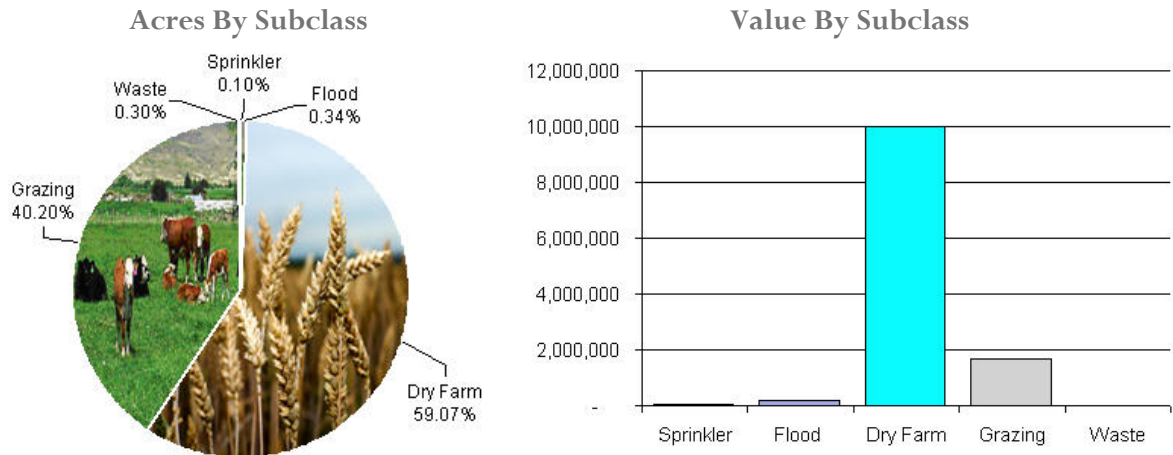 Acres By Subclass
Sprinkler
0.10%
Waste
0.30%
Flood
0.34%
Grazing
40.20%
Dry Farm
59.07%
Value By Subclass
12,000,000
10,000,000
8,000,000
6,000,000
4,000,000
2,000,000
-
Sprinkler Flood Dry Farm Grazing Waste